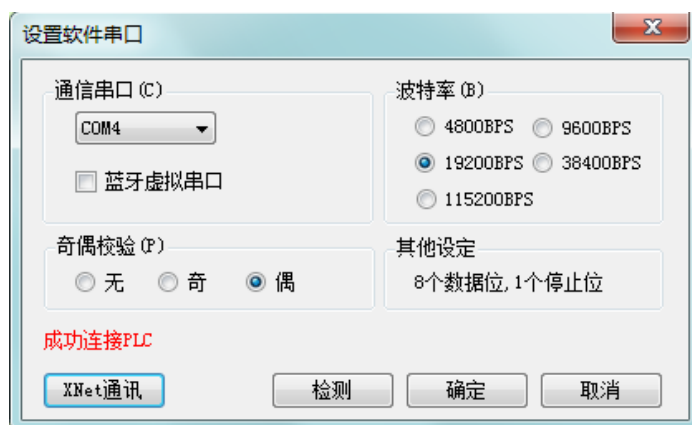 设置软件串口
通信串口(C)
COM4
蓝牙虚拟串口
波特率(B)
4800BPS 9600BPS
19200BPS 38400BPS
115200BPS
奇偶校验(P)
无 奇 偶
其他设定
8个数据位,1个停止位
成功连接PLC
XNet通讯 检测 确定 取消